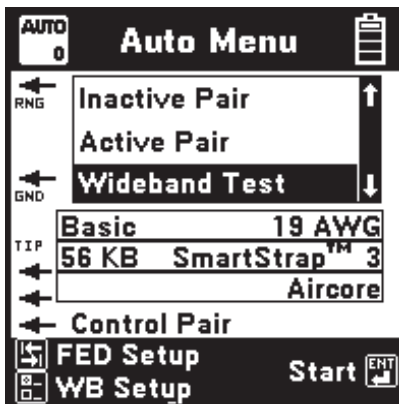 AUTO
0
Auto Menu
RNG
Inactive Pair
Active Pair
GND
Wideband Test
Basic 19 AWG
TIP
56 KB SmartStrap™ 3
Aircore
Control Pair
FED Setup
WB Setup
Start ENT